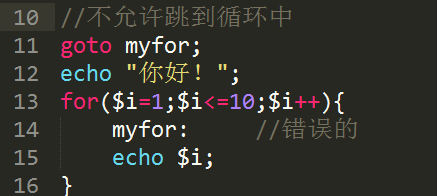 10 //不允许跳到循环中
11 goto myfor;
12 echo "你好！";
13 for($i=1;$i<=10;$i++){
14     myfor:     //错误的
15     echo $i;
16 }